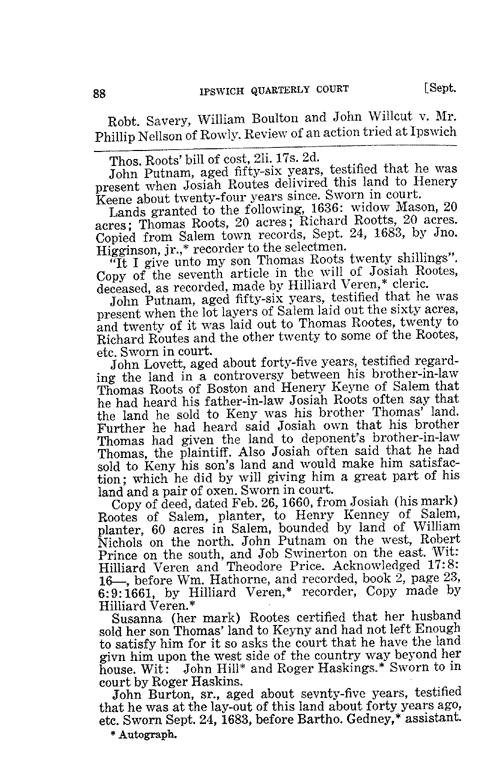 88 IPSWICH QUARTERLY COURT [Sept.
Robt. Savery, William Boulton and John Willcut v. Mr.
Phillip Nellson of Rowly. Review of an action tried at Ipswich
Thos. Roots' bill of cost, 2li. 17s. 2d.
John Putnam, aged fifty-six years, testified that he was
present when Josiah Routes delivired this land to Henery
Keene about twenty-four years since. Sworn in court.
Lands granted to the following, 1636: widow Mason, 20
acres; Thomas Roots, 20 acres; Richard Rootts, 20 acres.
Copied from Salem town records, Sept. 24, 1683, by Jno.
Higginson, jr.,* recorder to the selectmen.
"It I give unto my son Thomas Roots twenty shillings".
Copy of the seventh article in the will of Josiah Rootes,
deceased, as recorded, made by Hilliard Veren,* cleric.
John Putnam, aged fifty-six years, testified that he was
present when the lot layers of Salem laid out the sixty acres,
and twenty of it was laid out to Thomas Rootes, twenty to
Richard Routes and the other twenty to some of the Rootes,
etc. Sworn in court.
John Lovett, aged about forty-five years, testified regard-
ing the land in a controversy between his brother-in-law
Thomas Roots of Boston and Henery Keyne of Salem that
he had heard his father-in-law Josiah Roots often say that
the land he sold to Keny was his brother Thomas' land.
Further he had heard said Josiah own that his brother
Thomas had given the land to deponent's brother-in-law
Thomas, the plaintiff. Also Josiah often said that he had
sold to Keny his son's land and would make him satisfac-
tion; which he did by will giving him a great part of his
land and a pair of oxen. Sworn in court.
Copy of deed, dated Feb. 26, 1660, from Josiah (his mark)
Rootes of Salem, planter, to Henry Kenney of Salem,
planter, 60 acres in Salem, bounded by land of William
Nichols on the north. John Putnam on the west, Robert
Prince on the south, and Job Swinerton on the east. Wit:
Hilliard Veren and Theodore Price. Acknowledged 17:8:
16—, before Wm. Hathorne, and recorded, book 2, page 23,
6:9:1661, by Hilliard Veren,* recorder, Copy made by
Hilliard Veren.*
Susanna (her mark) Rootes certified that her husband
sold her son Thomas' land to Keyny and had not left Enough
to satisfy him for it so asks the court that he have the land
givn him upon the west side of the country way beyond her
house. Wit: John Hill* and Roger Haskings.* Sworn to in
court by Roger Haskins.
John Burton, sr., aged about sevnty-five years, testified
that he was at the lay-out of this land about forty years ago,
etc. Sworn Sept. 24, 1683, before Bartho. Gedney,* assistant.
* Autograph.